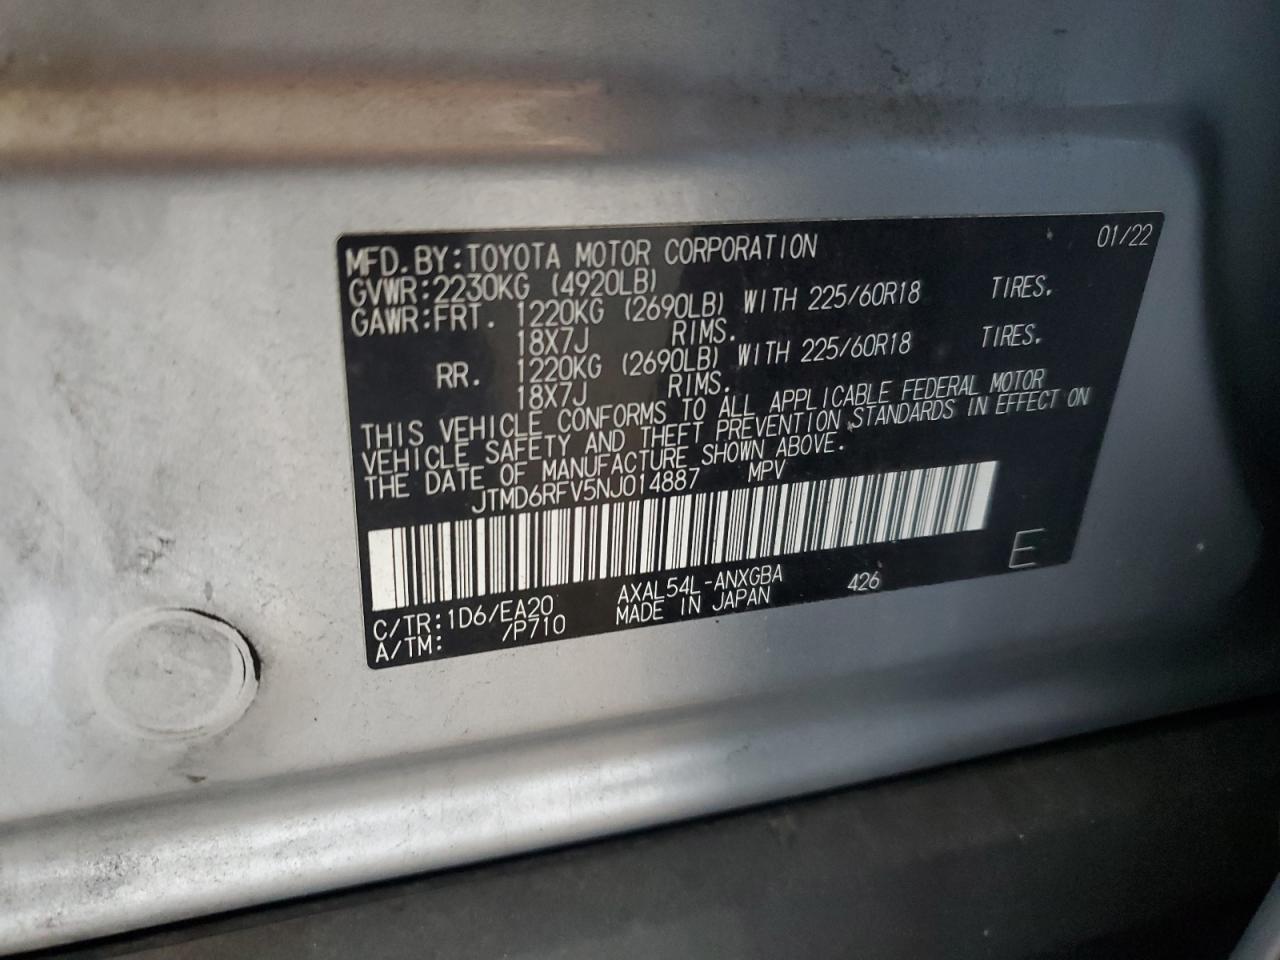 MFD.BY:TOYOTA MOTOR CORPORATION 01/22
GVWR:2230KG (4920LB)
GAWR:FRT. 1220KG (2690LB) WITH 225/60R18 TIRES.
18X7J RIMS.
RR. 1220KG (2690LB) WITH 225/60R18 TIRES.
18X7J RIMS.
THIS VEHICLE CONFORMS TO ALL APPLICABLE FEDERAL MOTOR
VEHICLE SAFETY AND THEFT PREVENTION STANDARDS IN EFFECT ON
THE DATE OF MANUFACTURE SHOWN ABOVE.
JTMD6RFV5NJ014887 MPV
E
C/TR:1D6/EA20 AXAL54L-ANXGBA 426
A/TM: /P710 MADE IN JAPAN